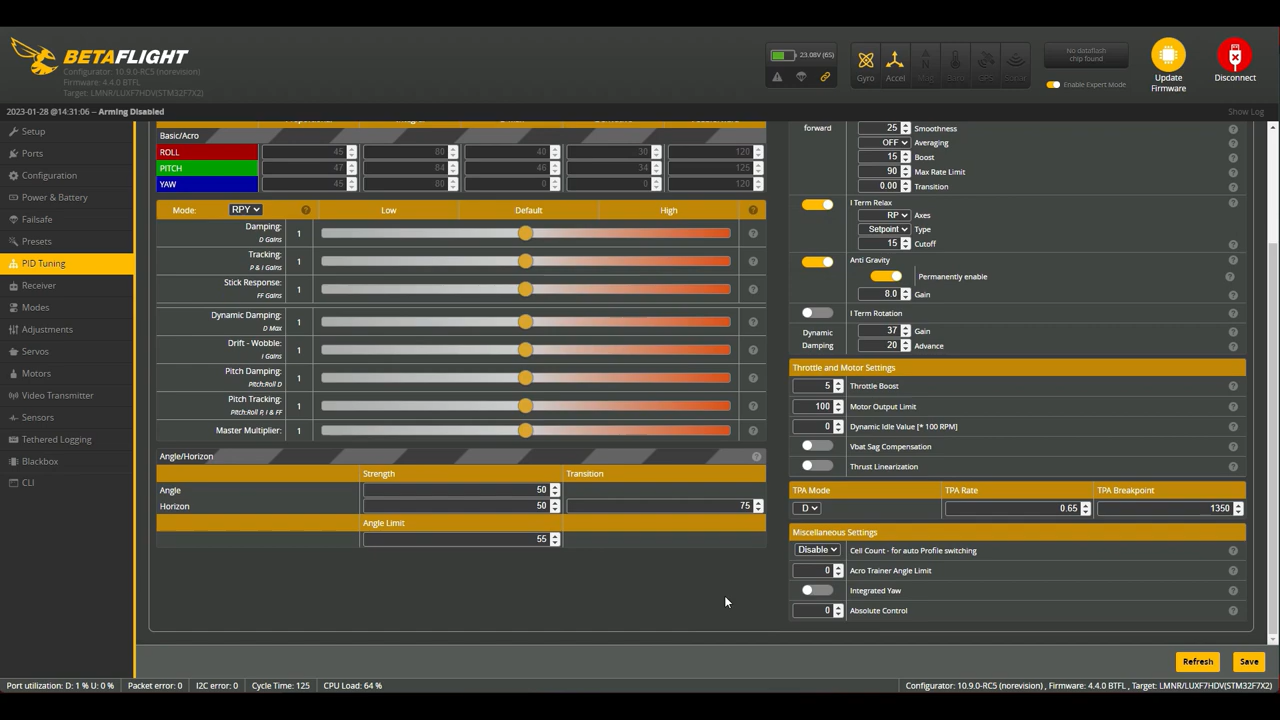 BETAFLIGHT
Configurator: 10.9.0-RC5 (norevision)
Firmware: 4.4.0 BTFL
Target: LMNR/LUXF7HDV(STM32F7X2)
23.08V (6S)
Gyro
Accel
Mag
Baro
GPS
Sonar
No dataflash
chip found
Enable Expert Mode
Update
Firmware
Disconnect
2023-01-28 @14:31:06 -- Arming Disabled
Show Log
Setup
Ports
Configuration
Power & Battery
Failsafe
Presets
PID Tuning
Receiver
Modes
Adjustments
Servos
Motors
Video Transmitter
Sensors
Tethered Logging
Blackbox
CLI
Basic/Acro
ROLL 45 80 40 30 120
PITCH 47 84 46 34 125
YAW 45 80 0 0 120
Mode: RPY Low Default High
Damping: 1
D Gains
Tracking: 1
P & I Gains
Stick Response: 1
FF Gains
Dynamic Damping: 1
D Max
Drift - Wobble: 1
I Gains
Pitch Damping: 1
Pitch:Roll D
Pitch Tracking: 1
Pitch:Roll P, I & FF
Master Multiplier: 1
Angle/Horizon
Strength Transition
Angle 50
Horizon 50 75
Angle Limit
55
forward 25 Smoothness
OFF Averaging
15 Boost
90 Max Rate Limit
0.00 Transition
I Term Relax
RP Axes
Setpoint Type
15 Cutoff
Anti Gravity
Permanently enable
8.0 Gain
I Term Rotation
Dynamic
Damping
37 Gain
20 Advance
Throttle and Motor Settings
5 Throttle Boost
100 Motor Output Limit
0 Dynamic Idle Value [* 100 RPM]
Vbat Sag Compensation
Thrust Linearization
TPA Mode TPA Rate TPA Breakpoint
D 0.65 1350
Miscellaneous Settings
Disable Cell Count - for auto Profile switching
0 Acro Trainer Angle Limit
Integrated Yaw
0 Absolute Control
Refresh Save
Port utilization: D: 1 % U: 0 % Packet error: 0 I2C error: 0 Cycle Time: 125 CPU Load: 64 % Configurator: 10.9.0-RC5 (norevision) , Firmware: 4.4.0 BTFL , Target: LMNR/LUXF7HDV(STM32F7X2)